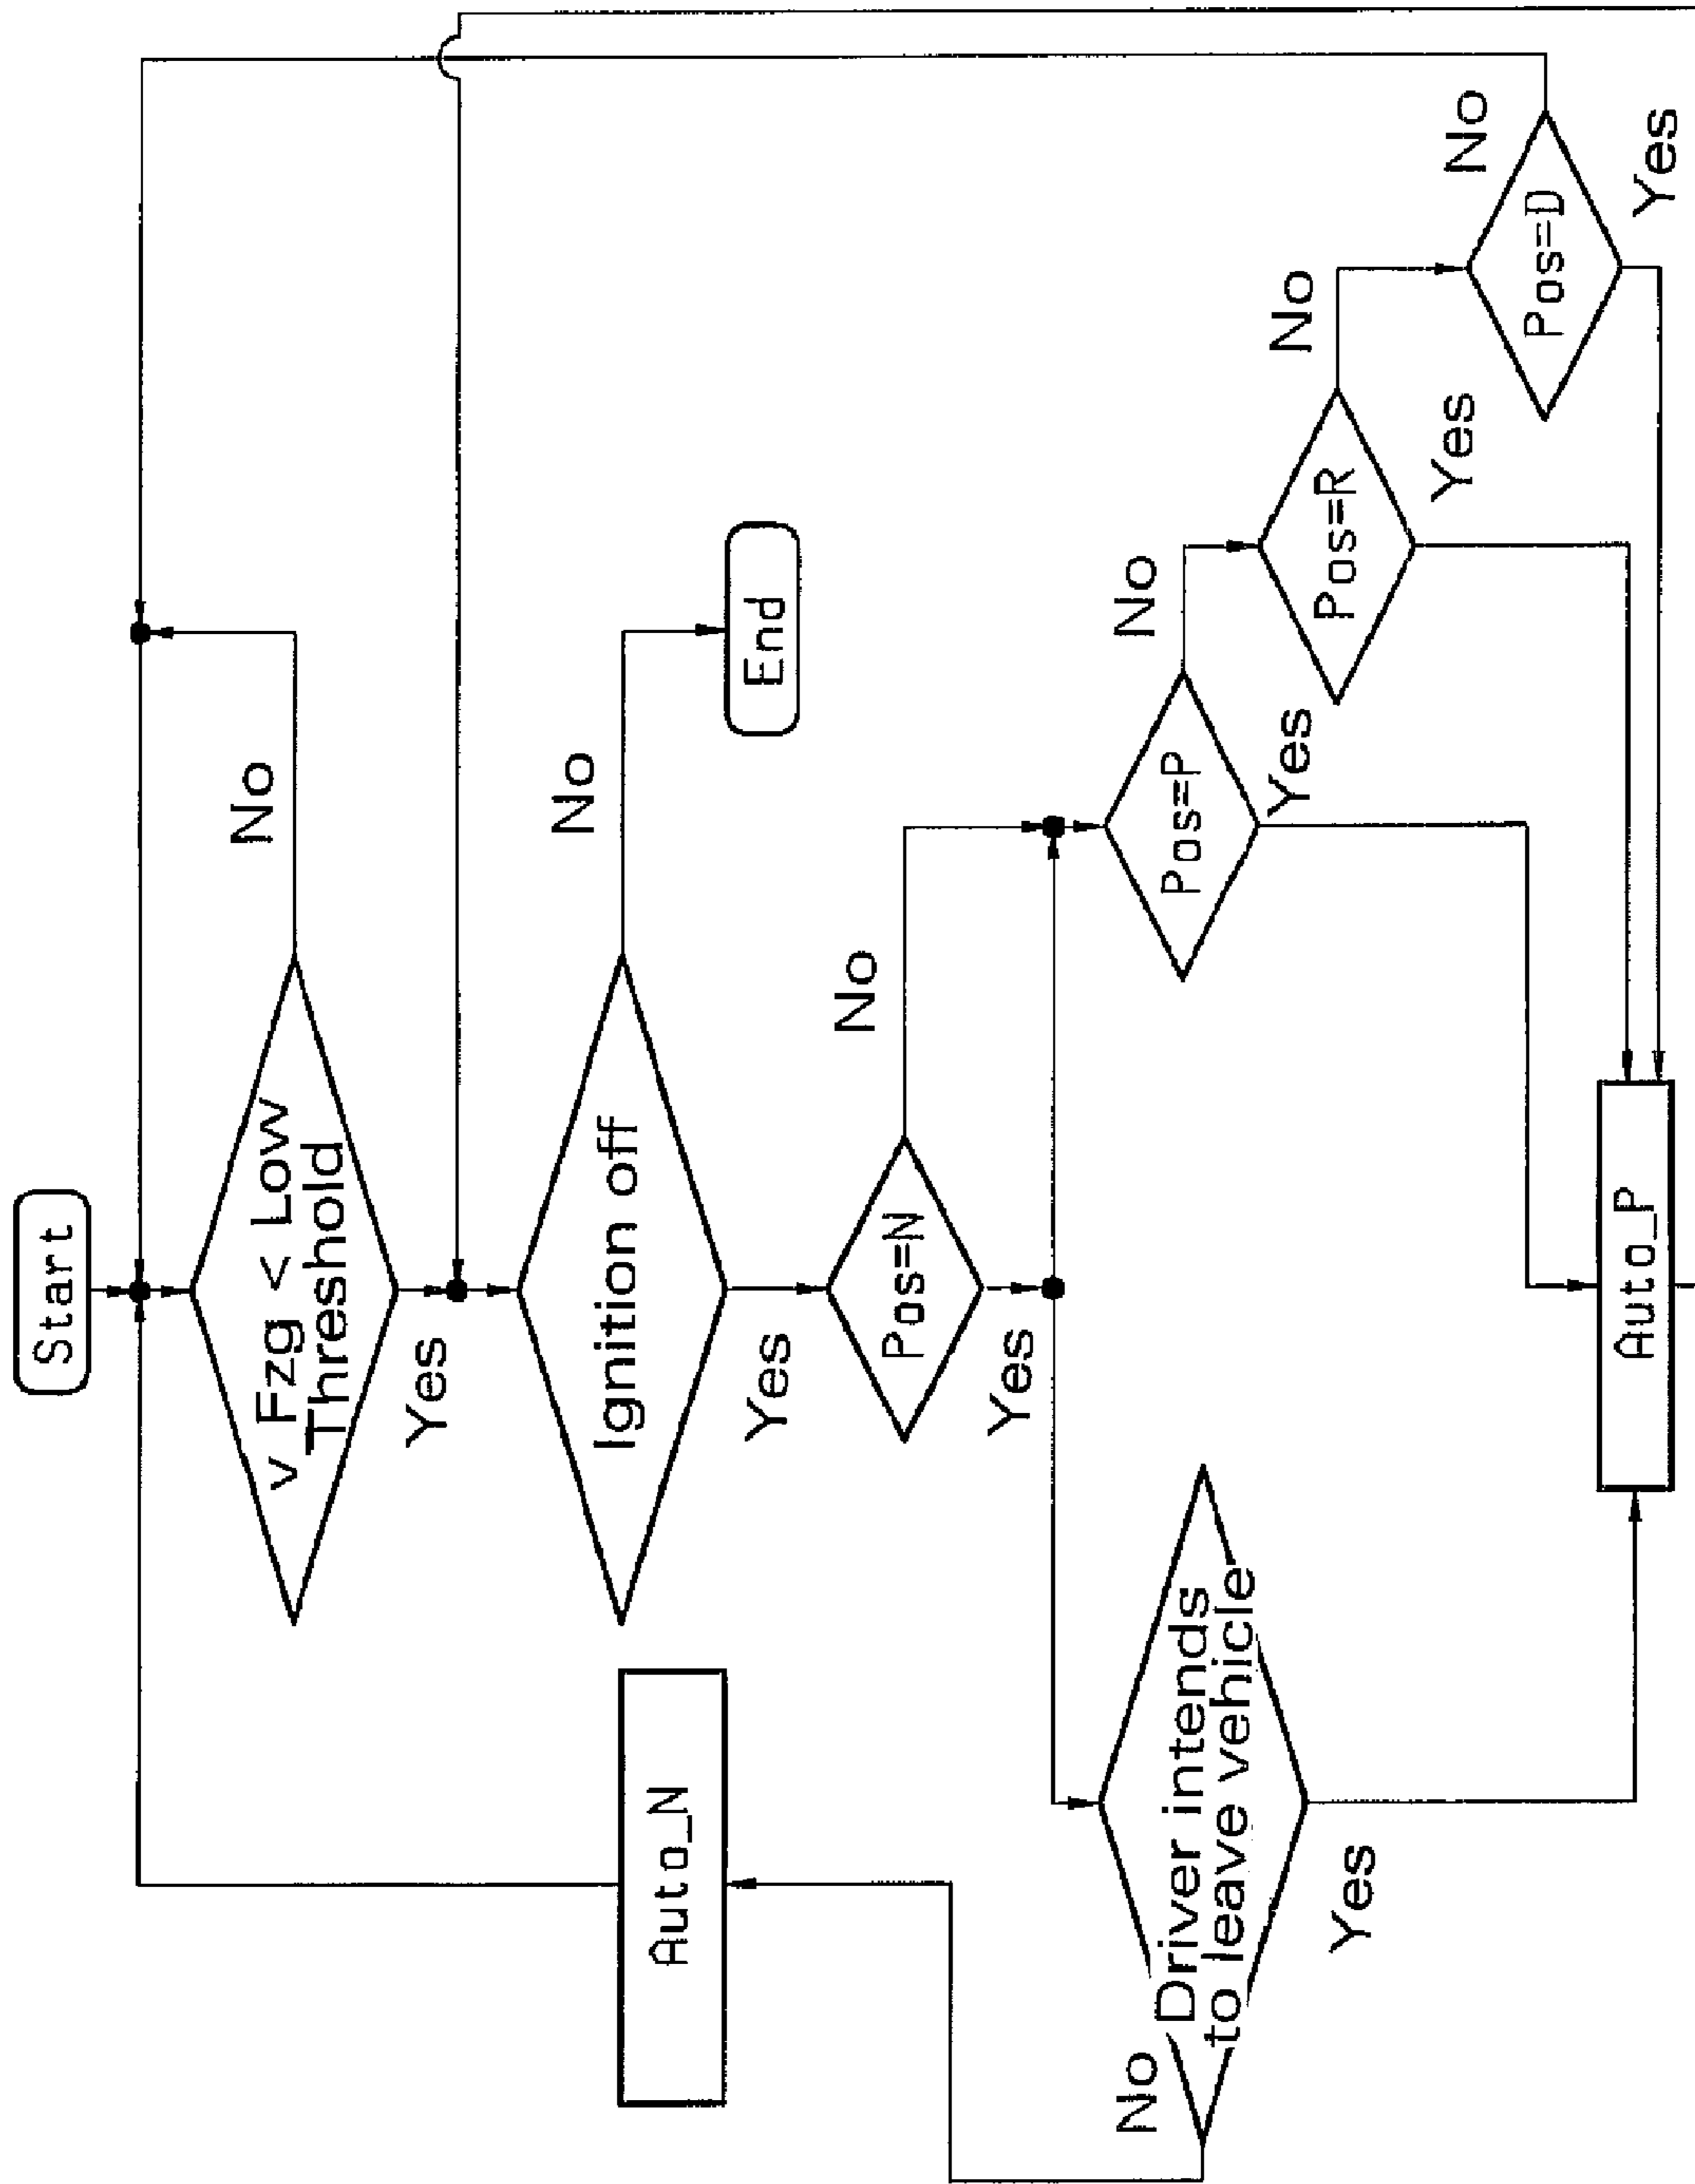 Start
v Fzg < Low
Threshold
No
Yes
Ignition off
No
Yes
End
Auto_N
Pos=N
No
Yes
No
Driver intends
to leave vehicle
Yes
Pos=P
No
Yes
Pos=R
No
Yes
Pos=D
No
Yes
Auto_P